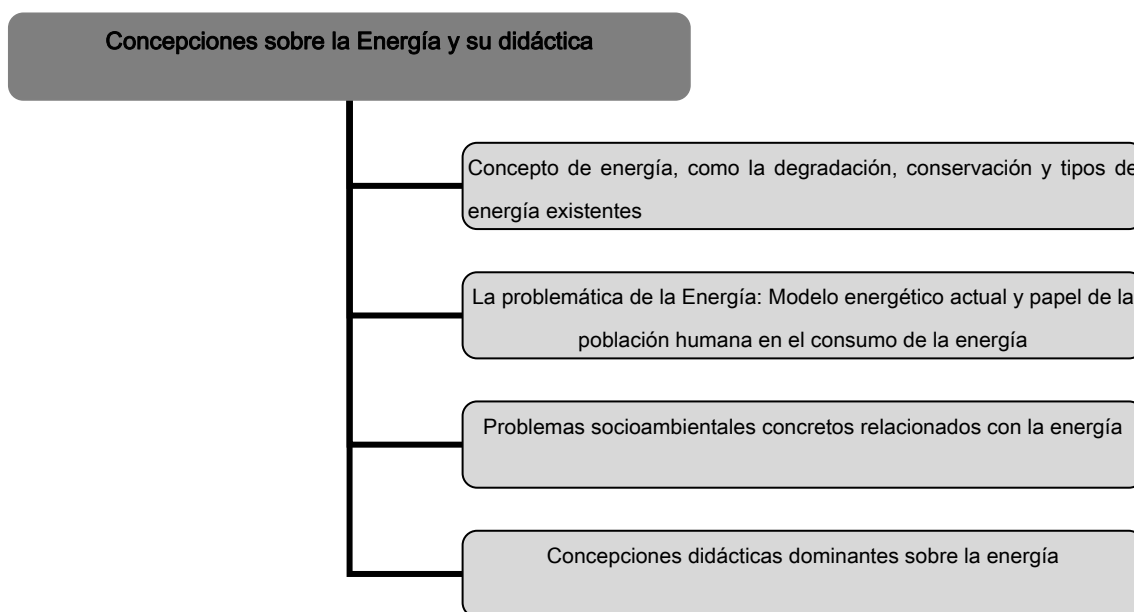 Concepciones sobre la Energía y su didáctica
Concepto de energía, como la degradación, conservación y tipos de
energía existentes
La problemática de la Energía: Modelo energético actual y papel de la
población humana en el consumo de la energía
Problemas socioambientales concretos relacionados con la energía
Concepciones didácticas dominantes sobre la energía